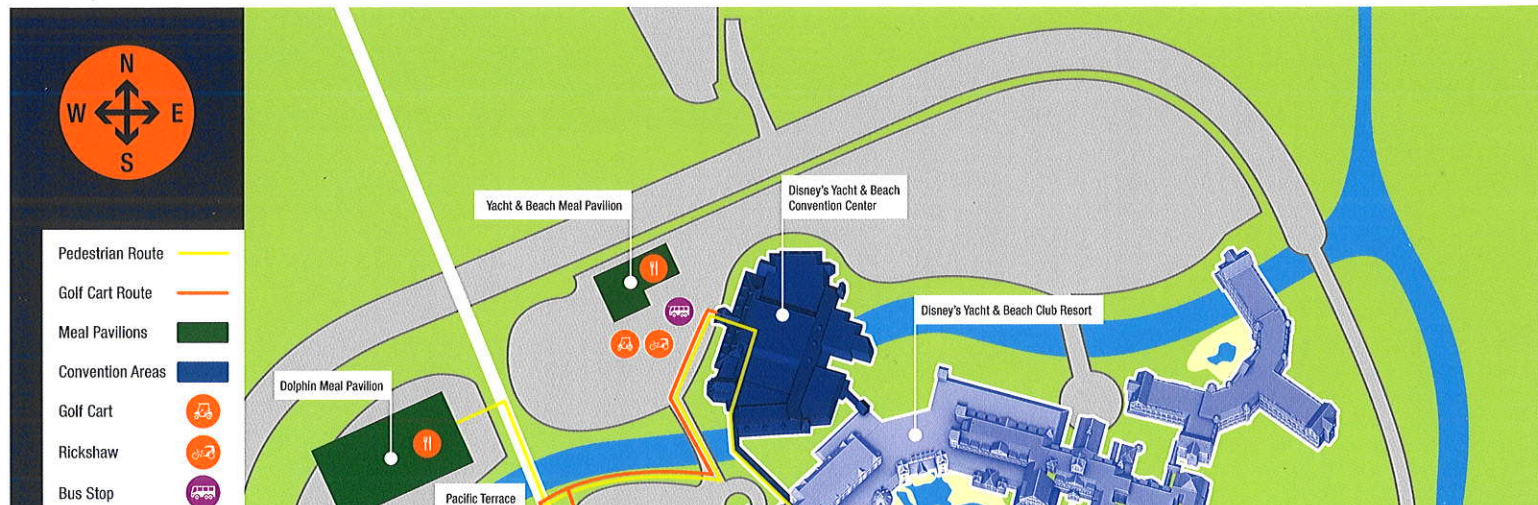 N
W
E
S
Pedestrian Route
Golf Cart Route
Meal Pavilions
Convention Areas
Golf Cart
Rickshaw
Bus Stop
Yacht & Beach Meal Pavilion
Disney's Yacht & Beach
Convention Center
Disney's Yacht & Beach Club Resort
Dolphin Meal Pavilion
Pacific Terrace